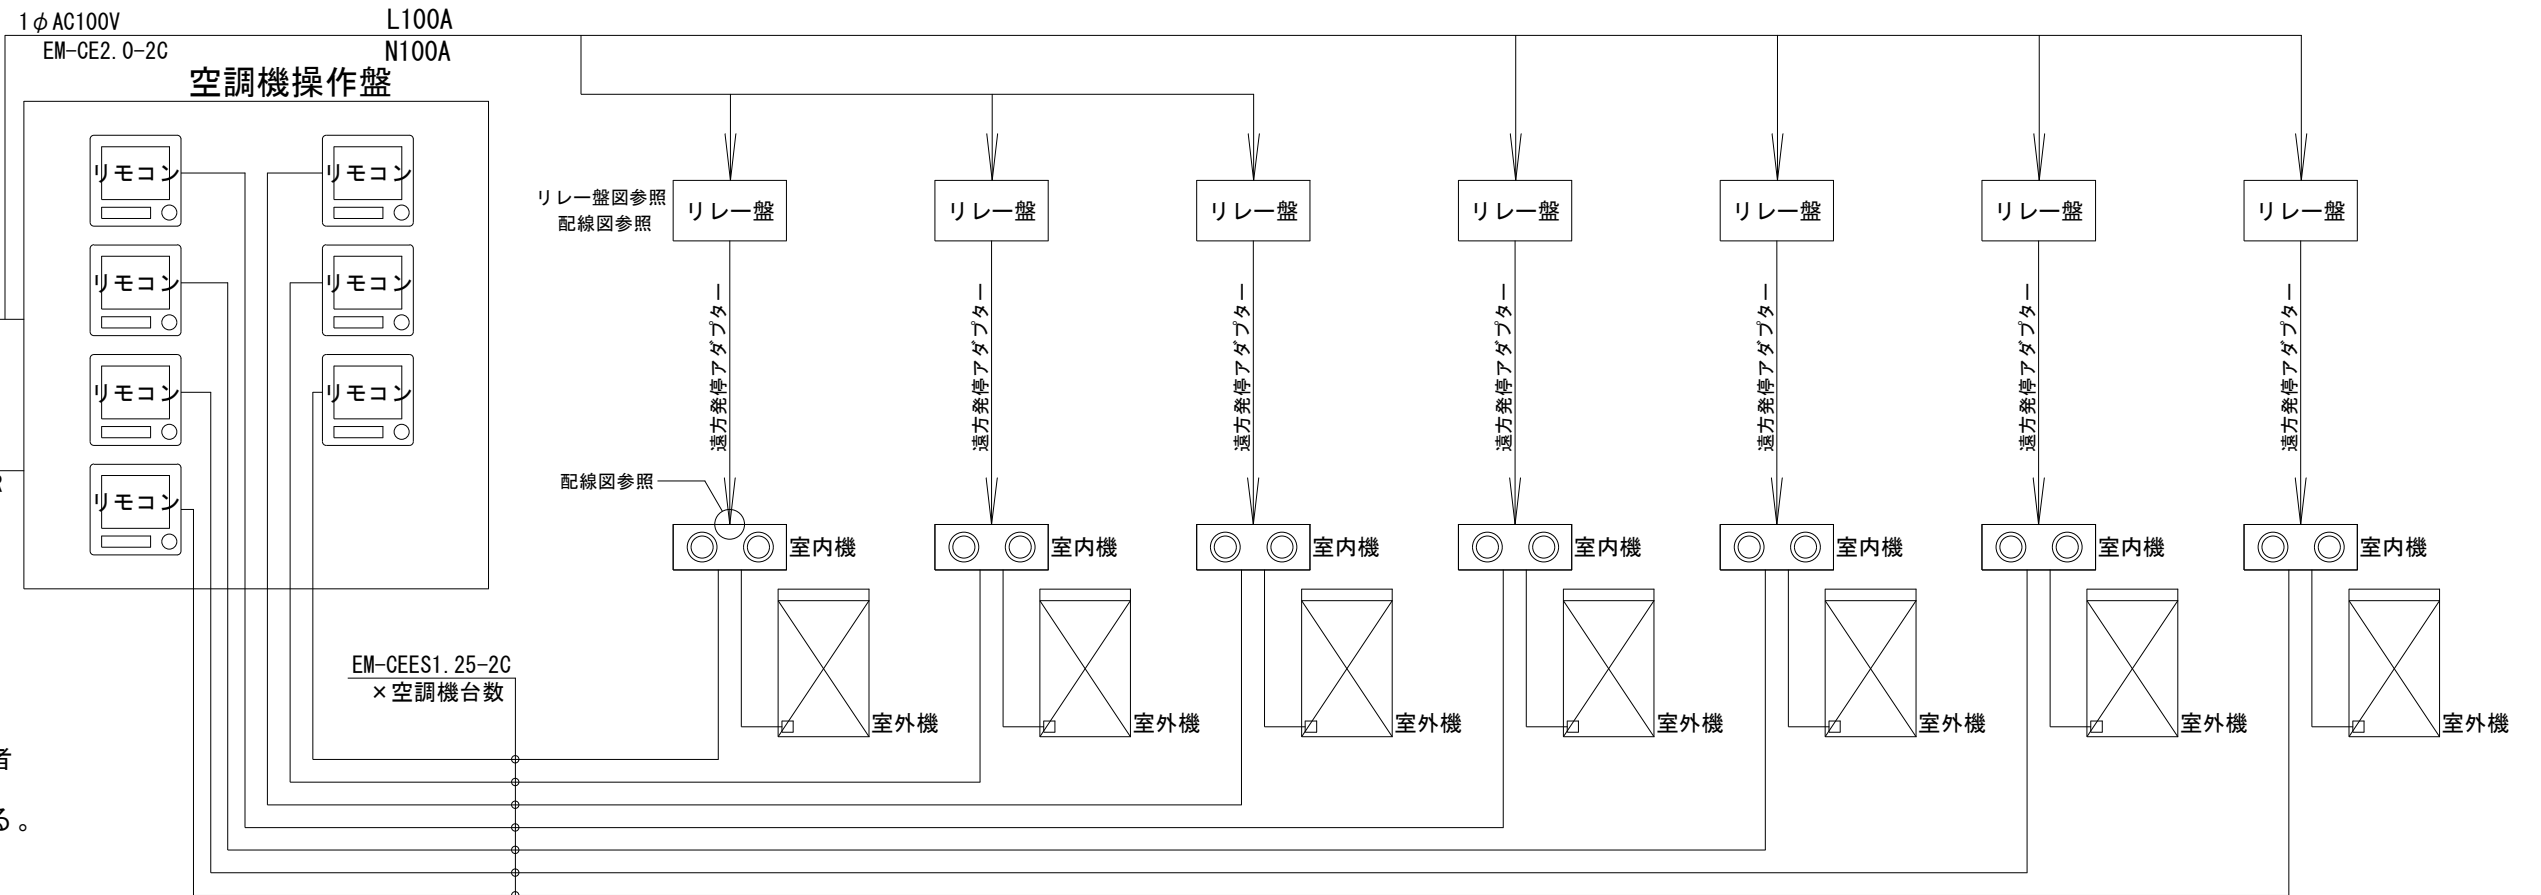 1φAC100V
L100A
EM-CE2.0-2C
N100A
空調機操作盤
リモコン
リモコン
リモコン
リモコン
リモコン
リモコン
リモコン
リレー盤図参照
配線図参照
リレー盤
リレー盤
リレー盤
リレー盤
リレー盤
リレー盤
リレー盤
遠方発停アダプター
遠方発停アダプター
遠方発停アダプター
遠方発停アダプター
遠方発停アダプター
遠方発停アダプター
遠方発停アダプター
配線図参照
室内機
室内機
室内機
室内機
室内機
室内機
室内機
EM-CEES1.25-2C
×空調機台数
室外機
室外機
室外機
室外機
室外機
室外機
室外機
者
る。